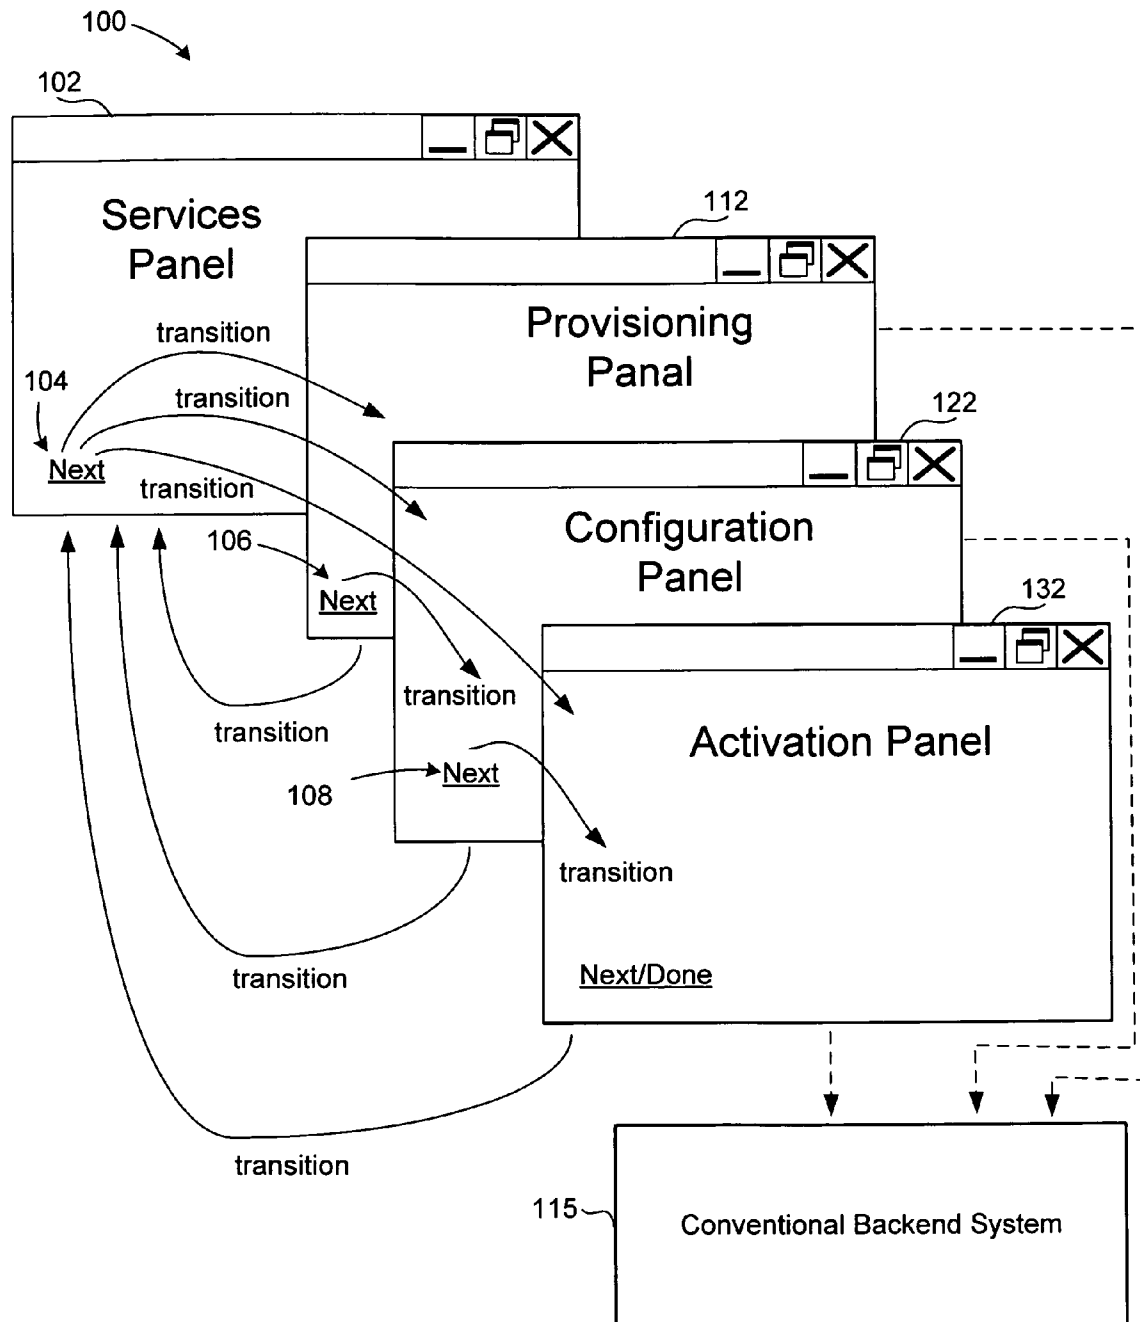 100
102
Services
Panel
112
Provisioning
Panal
transition
104
transition
122
Next
transition
Configuration
Panel
106
Next
132
transition
transition
Activation Panel
Next
108
transition
Next/Done
transition
transition
115
Conventional Backend System